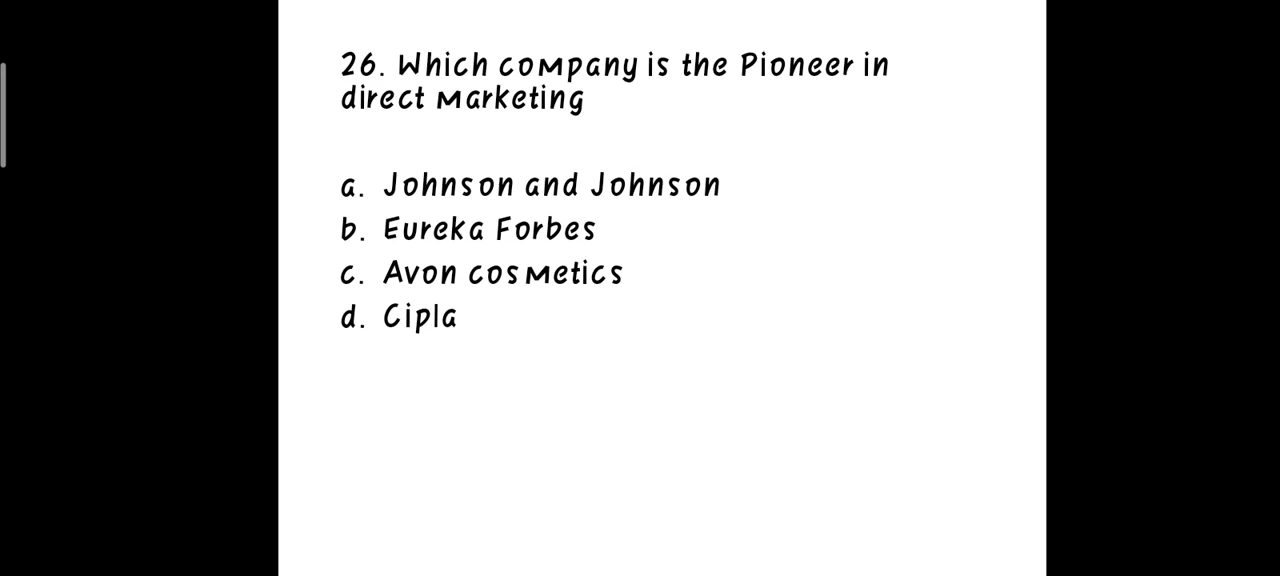 26. Which company is the Pioneer in
direct Marketing
a. Johnson and Johnson
b. Eureka Forbes
c. Avon cosmetics
d. Cipla